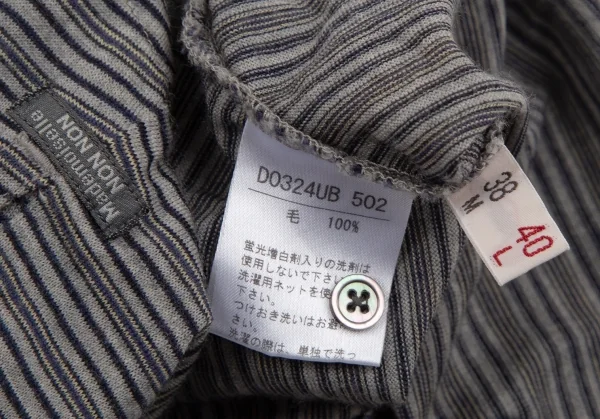 Mademoiselle
NON NON
DO324UB 502
毛 100%
蛍光増白剤入りの洗剤は
使用しないで下さい。
洗濯用ネットを使
下さい。
つけおき洗いはお避
さい。
洗濯の際は、単独で洗っ
38
M
40
L